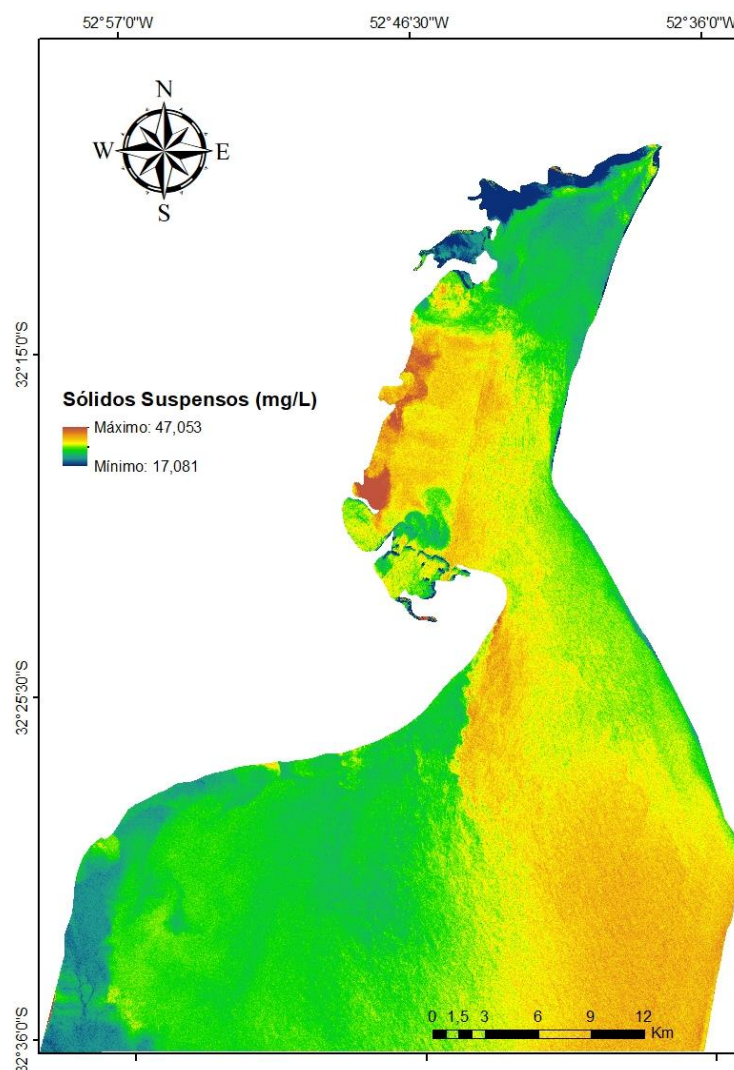 52°57'0"W 52°46'30"W 52°36'0"W
N
W E
S
32°15'0"S
Sólidos Suspensos (mg/L)
Máximo: 47,053
Mínimo: 17,081
32°25'30"S
0 1,5 3 6 9 12
Km
32°36'0"S